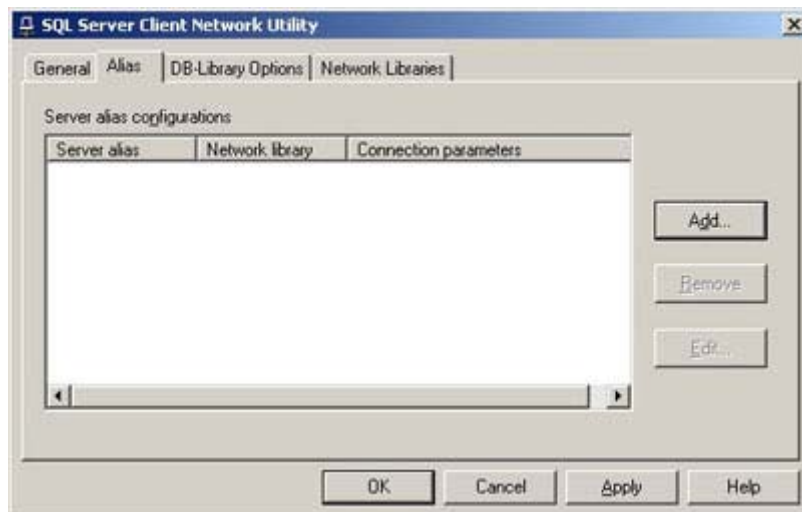 SQL Server Client Network Utility
General Alias DB-Library Options Network Libraries
Server alias configurations
Server alias Network library Connection parameters
Add...
Remove
Edit...
OK Cancel Apply Help